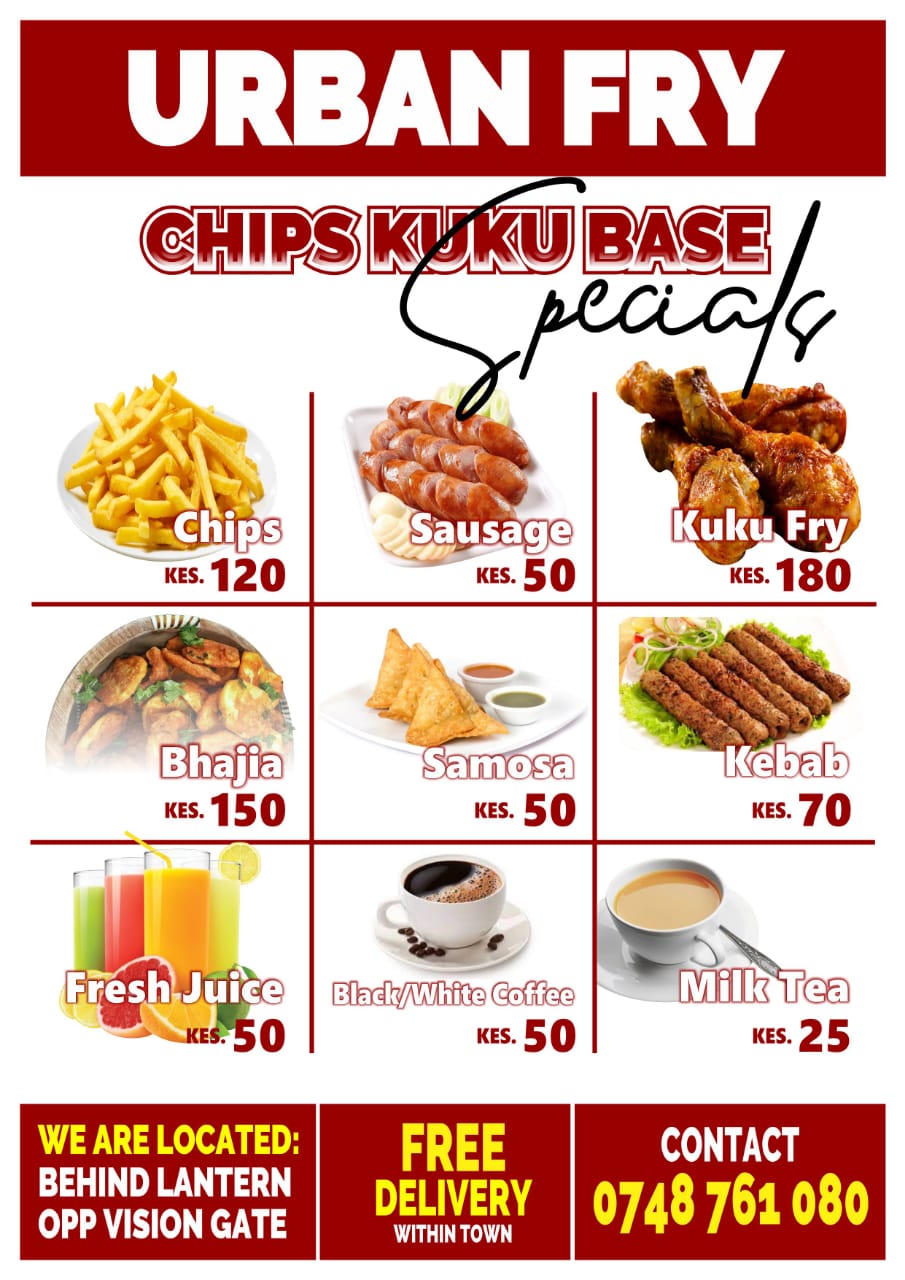 URBAN FRY
CHIPS KUKU BASE
Specials
Chips
KES. 120
Sausage
KES. 50
Kuku Fry
KES. 180
Bhajia
KES. 150
Samosa
KES. 50
Kebab
KES. 70
Fresh Juice
KES. 50
Black/White Coffee
KES. 50
Milk Tea
KES. 25
WE ARE LOCATED:
BEHIND LANTERN
OPP VISION GATE
FREE
DELIVERY
WITHIN TOWN
CONTACT
0748 761 080